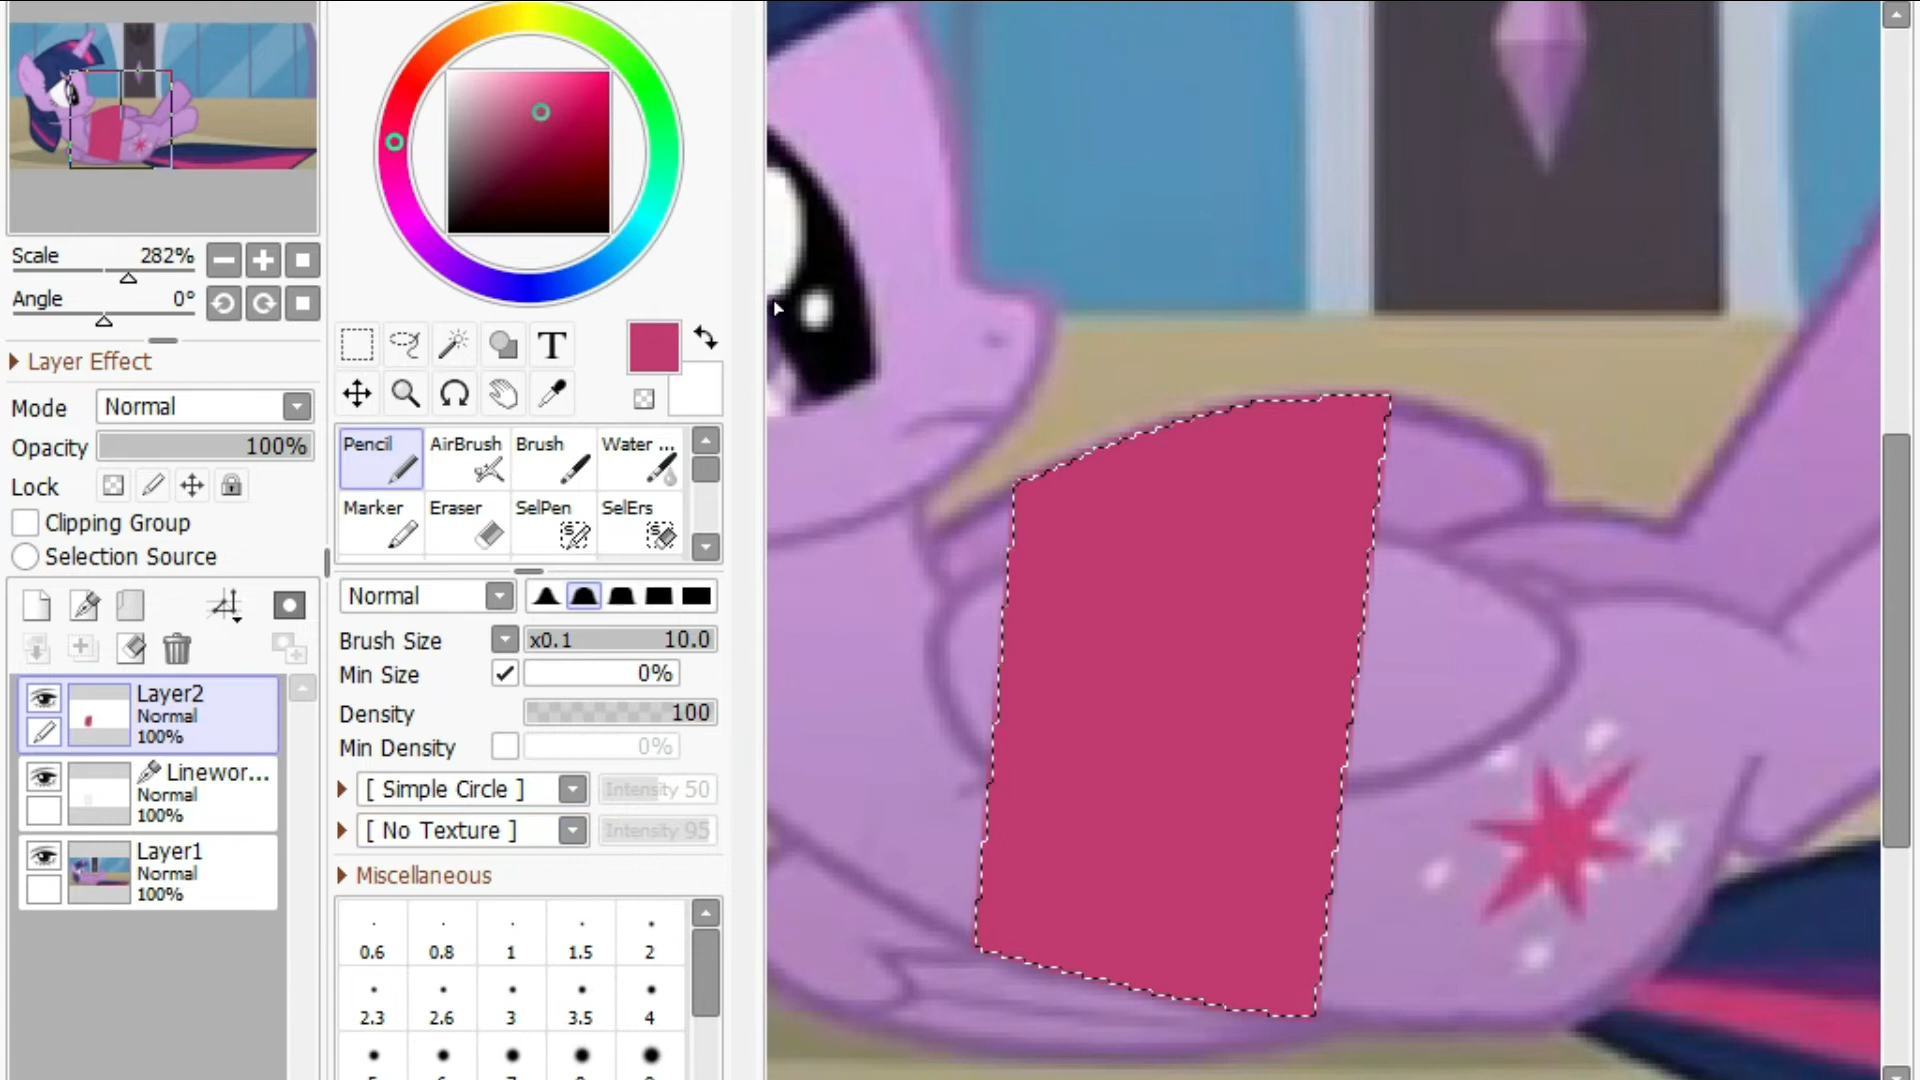 Scale 282%
Angle 0°
Layer Effect
Mode Normal
Opacity 100%
Lock
Clipping Group
Selection Source
Layer2
Normal
100%
Linewor...
Normal
100%
Layer1
Normal
100%
T
Pencil AirBrush Brush Water ...
Marker Eraser SelPen SelErs
Normal
Brush Size x0.1 10.0
Min Size 0%
Density 100
Min Density 0%
[ Simple Circle ] Intensity 50
[ No Texture ] Intensity 95
Miscellaneous
0.6 0.8 1 1.5 2
2.3 2.6 3 3.5 4